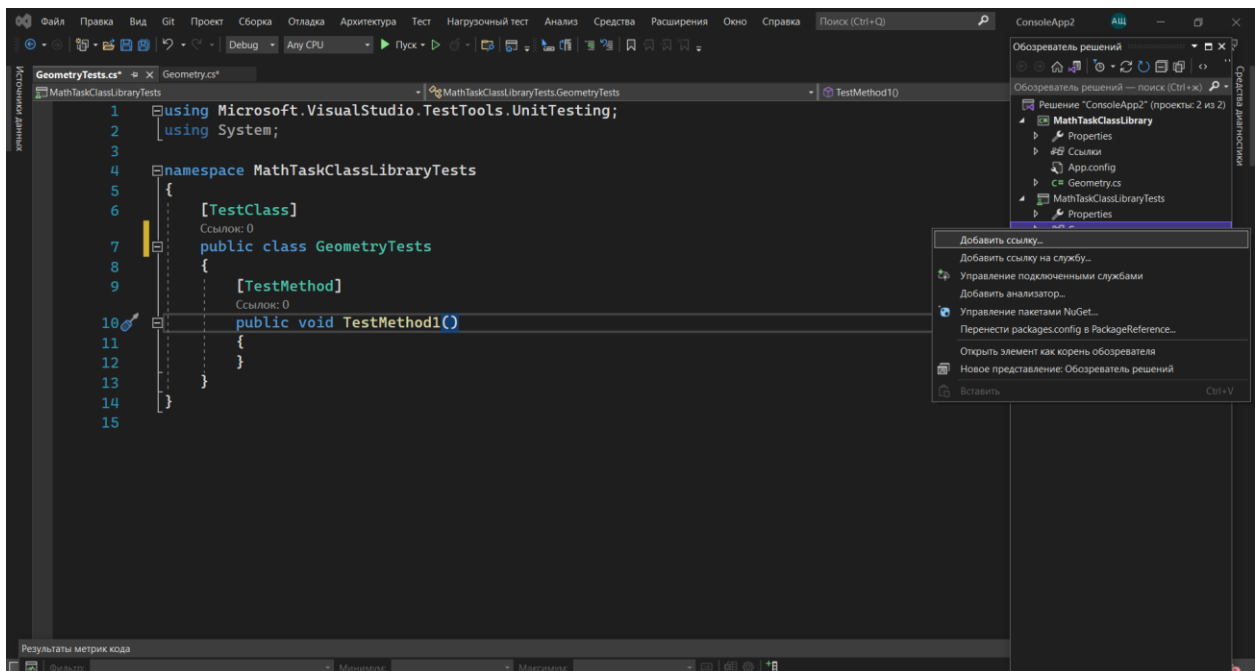 Файл Правка Вид Git Проект Сборка Отладка Архитектура Тест Нагрузочный тест Анализ Средства Расширения Окно Справка Поиск (Ctrl+Q) ConsoleApp2 АЩ
Debug Any CPU Пуск
Обозреватель решений
GeometryTests.cs* Geometry.cs*
MathTaskClassLibraryTests MathTaskClassLibraryTests.GeometryTests TestMethod1()
Источники данных
1 using Microsoft.VisualStudio.TestTools.UnitTesting;
2 using System;
3
4 namespace MathTaskClassLibraryTests
5 {
6 [TestClass]
Ссылок: 0
7 public class GeometryTests
8 {
9 [TestMethod]
Ссылок: 0
10 public void TestMethod1()
11 {
12 }
13 }
14 }
15
Обозреватель решений — поиск (Ctrl+ж)
Решение "ConsoleApp2" (проекты: 2 из 2)
MathTaskClassLibrary
Properties
Ссылки
App.config
C# Geometry.cs
MathTaskClassLibraryTests
Properties
Средства диагностики
Добавить ссылку...
Добавить ссылку на службу...
Управление подключенными службами
Добавить анализатор...
Управление пакетами NuGet...
Перенести packages.config в PackageReference...
Открыть элемент как корень обозревателя
Новое представление: Обозреватель решений
Вставить Ctrl+V
Результаты метрик кода
Фильтр: Минимум: Максимум: